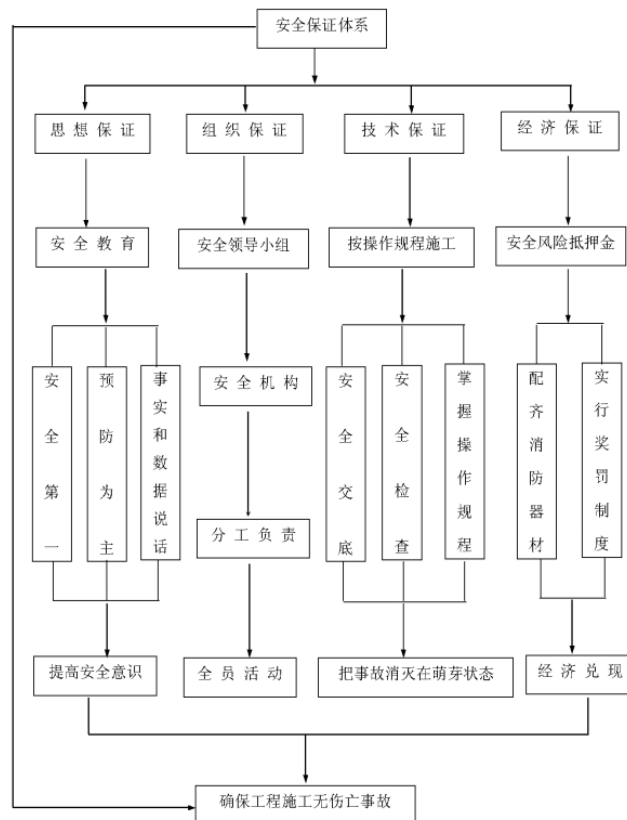 安全保证体系
思想保证
组织保证
技术保证
经济保证
安全教育
安全领导小组
按操作规程施工
安全风险抵押金
安全第一
预防为主
事实和数据说话
安全机构
安全交底
安全检查
掌握操作规程
配齐消防器材
实行奖罚制度
分工负责
提高安全意识
全员活动
把事故消灭在萌芽状态
经济兑现
确保工程施工无伤亡事故